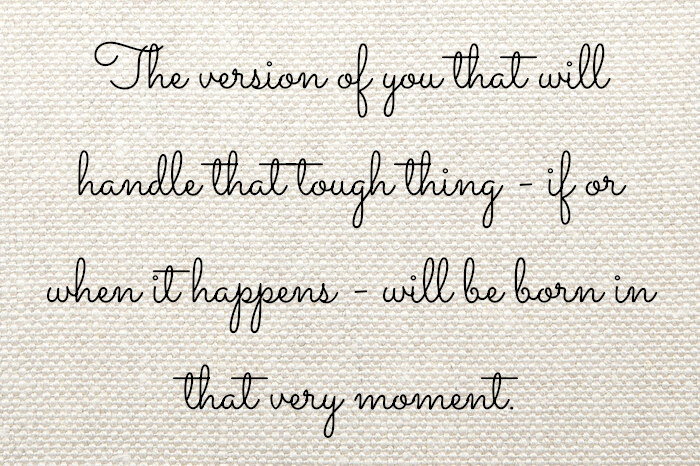 The version of you that will
handle that tough thing - if or
when it happens - will be born in
that very moment.